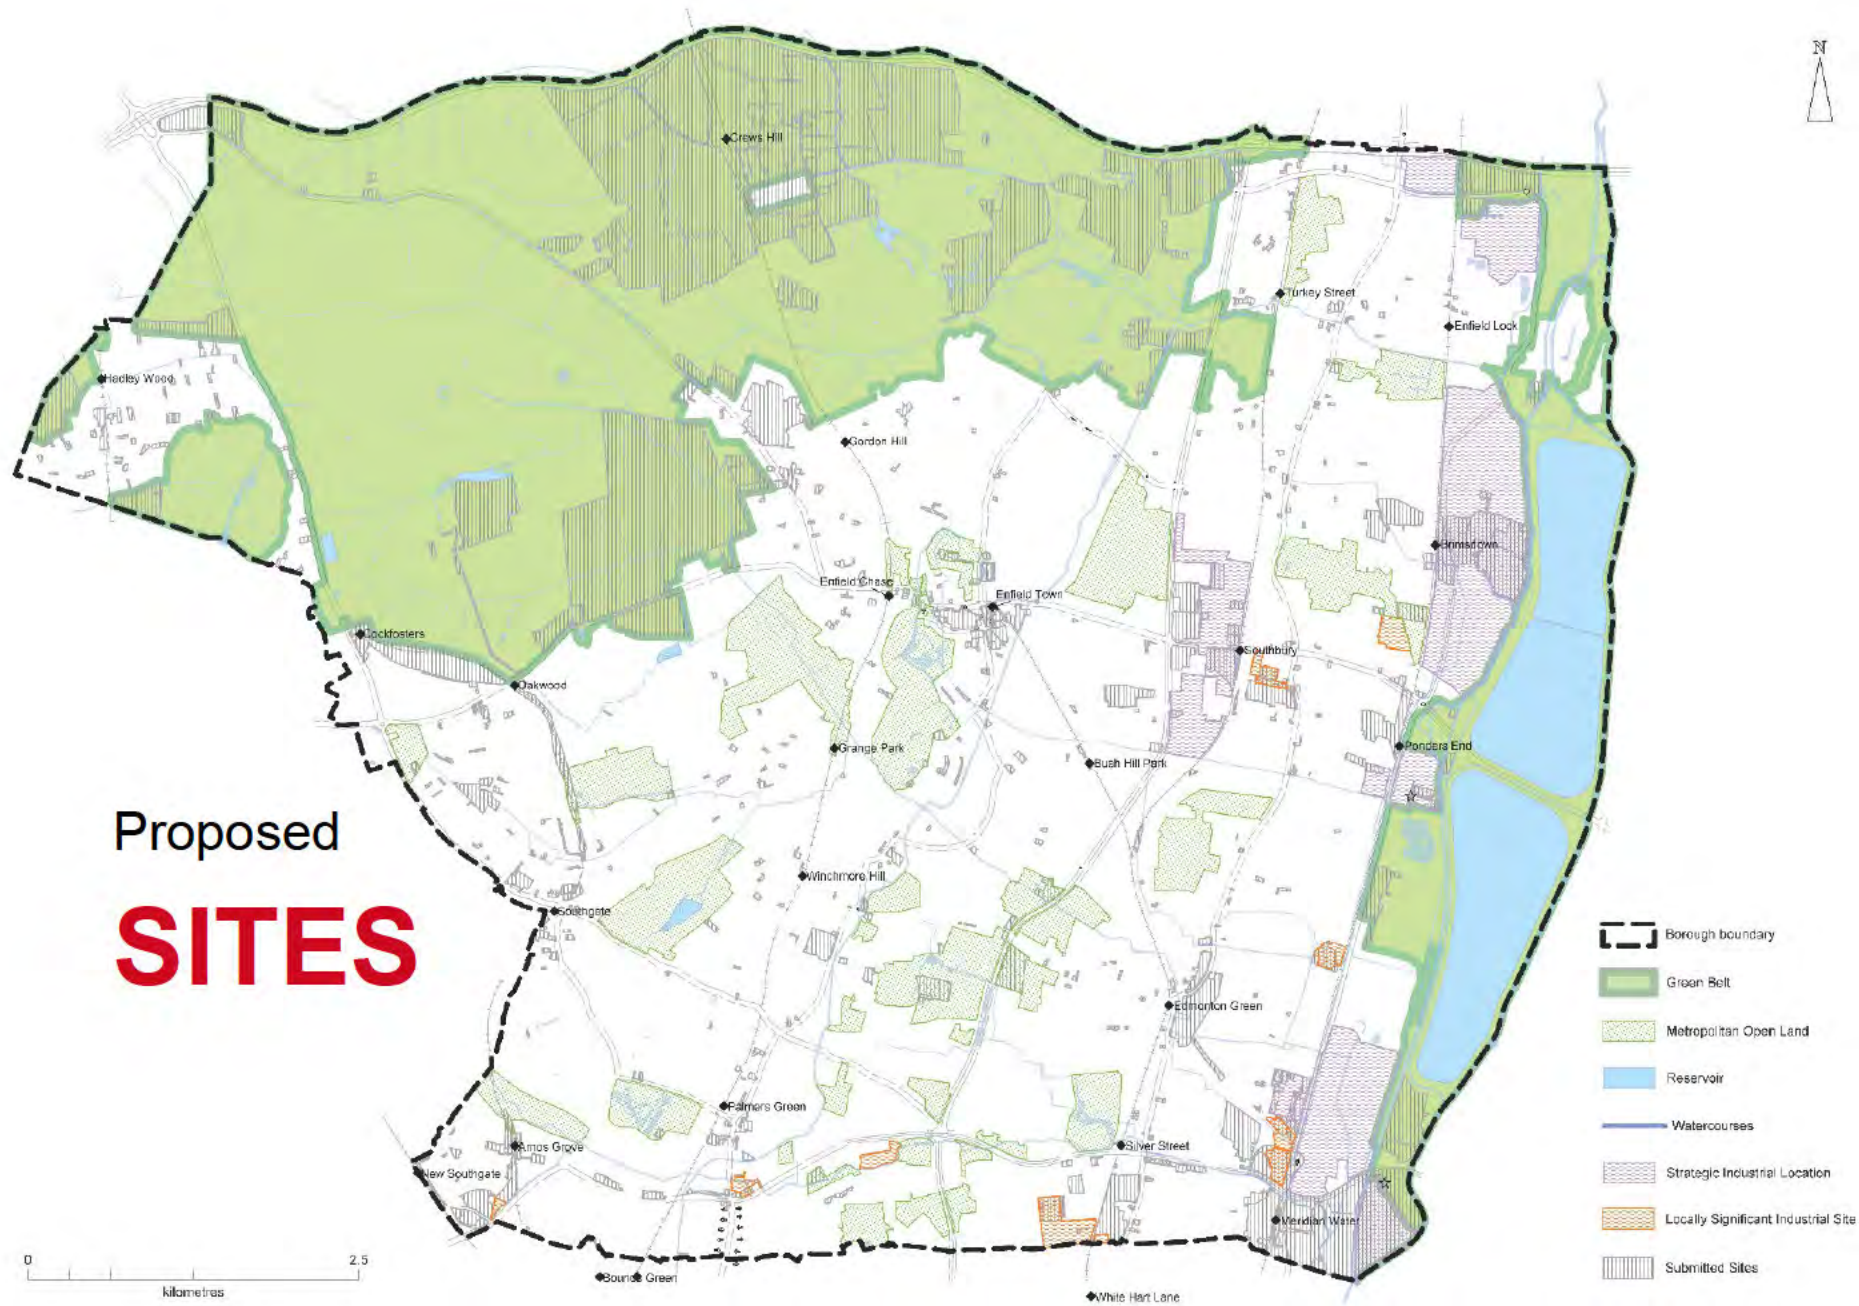 N
Crews Hill
Turkey Street
Enfield Lock
Hadley Wood
Gordon Hill
Brimsdown
Enfield Chase
Enfield Town
Cockfosters
Southbury
Oakwood
Grange Park
Ponders End
Bush Hill Park
Proposed
SITES
Winchmore Hill
Southgate
Edmonton Green
Palmers Green
Arnos Grove
Silver Street
New Southgate
Meridian Water
Bounds Green
White Hart Lane
0 2.5
kilometres
Borough boundary
Green Belt
Metropolitan Open Land
Reservoir
Watercourses
Strategic Industrial Location
Locally Significant Industrial Site
Submitted Sites